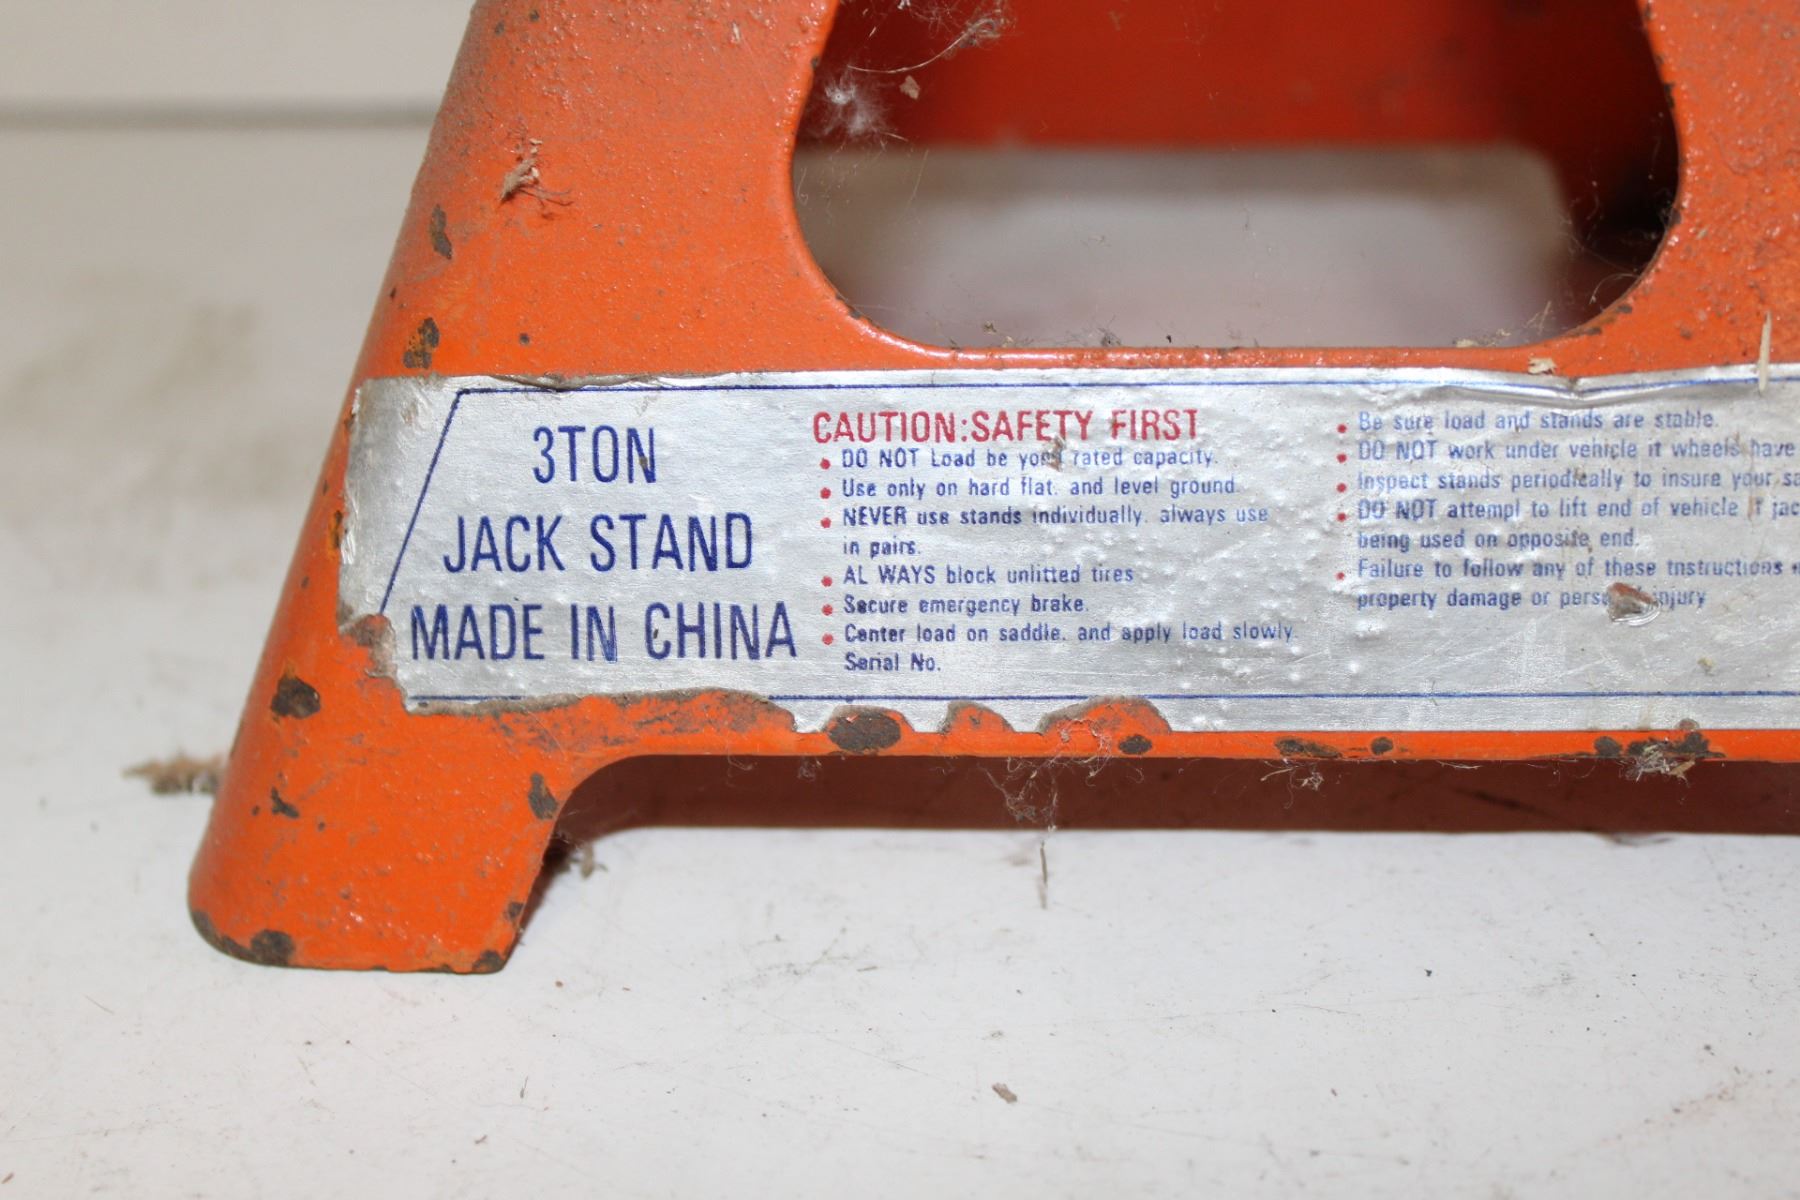 3TON
JACK STAND
MADE IN CHINA
CAUTION:SAFETY FIRST
• DO NOT Load be yond rated capacity.
• Use only on hard flat. and level ground.
• NEVER use stands individually. always use
in pairs.
• AL WAYS block unlitted tires
• Secure emergency brake.
• Center load on saddle. and apply load slowly.
Serial No.
• Be sure load and stands are stable.
• DO NOT work under vehicle it wheels have
• Inspect stands periodically to insure your
• DO NOT attempl to lift end of vehicle If
being used on opposite end.
• Failure to follow any of these tnstructions
property damage or injury